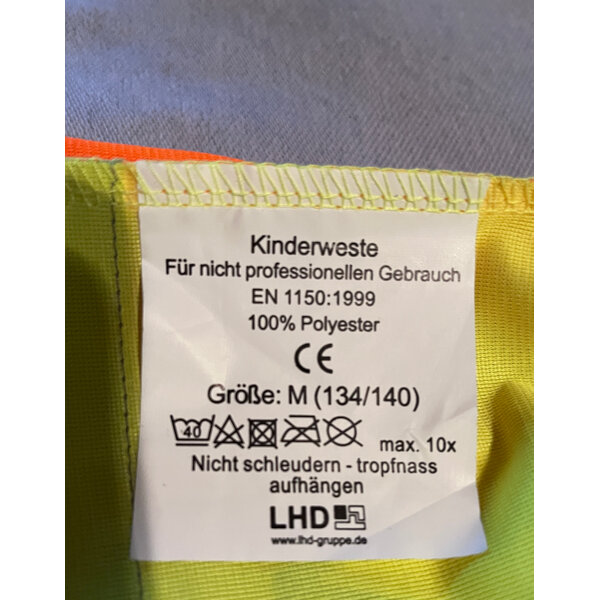 Kinderweste
Für nicht professionellen Gebrauch
EN 1150:1999
100% Polyester
CE
Größe: M (134/140)
40 max. 10x
Nicht schleudern - tropfnass
aufhängen
LHD
www.lhd-gruppe.de